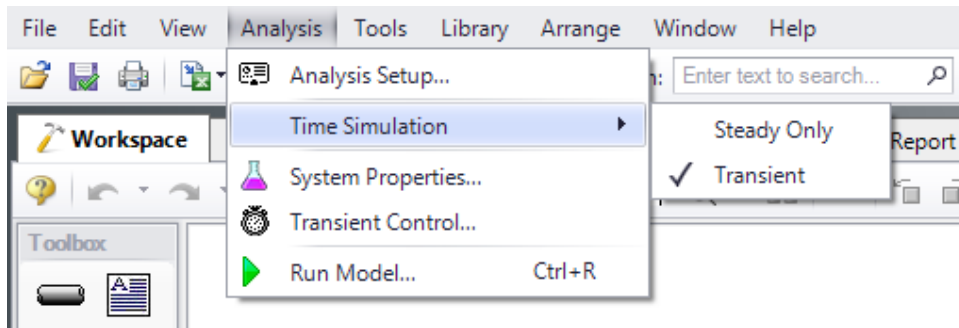 File Edit View Analysis Tools Library Arrange Window Help
Analysis Setup...
Enter text to search...
Time Simulation
Steady Only
Workspace
Report
System Properties...
Transient
Transient Control...
Toolbox
Run Model... Ctrl+R
A